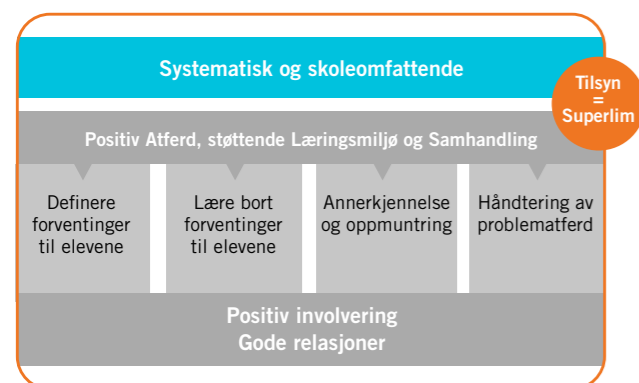 Systematisk og skoleomfattende
Tilsyn
=
Superlim
Positiv Atferd, støttende Læringsmiljø og Samhandling
Definere
forventinger
til elevene
Lære bort
forventinger
til elevene
Annerkjennelse
og oppmuntring
Håndtering av
problematferd
Positiv involvering
Gode relasjoner